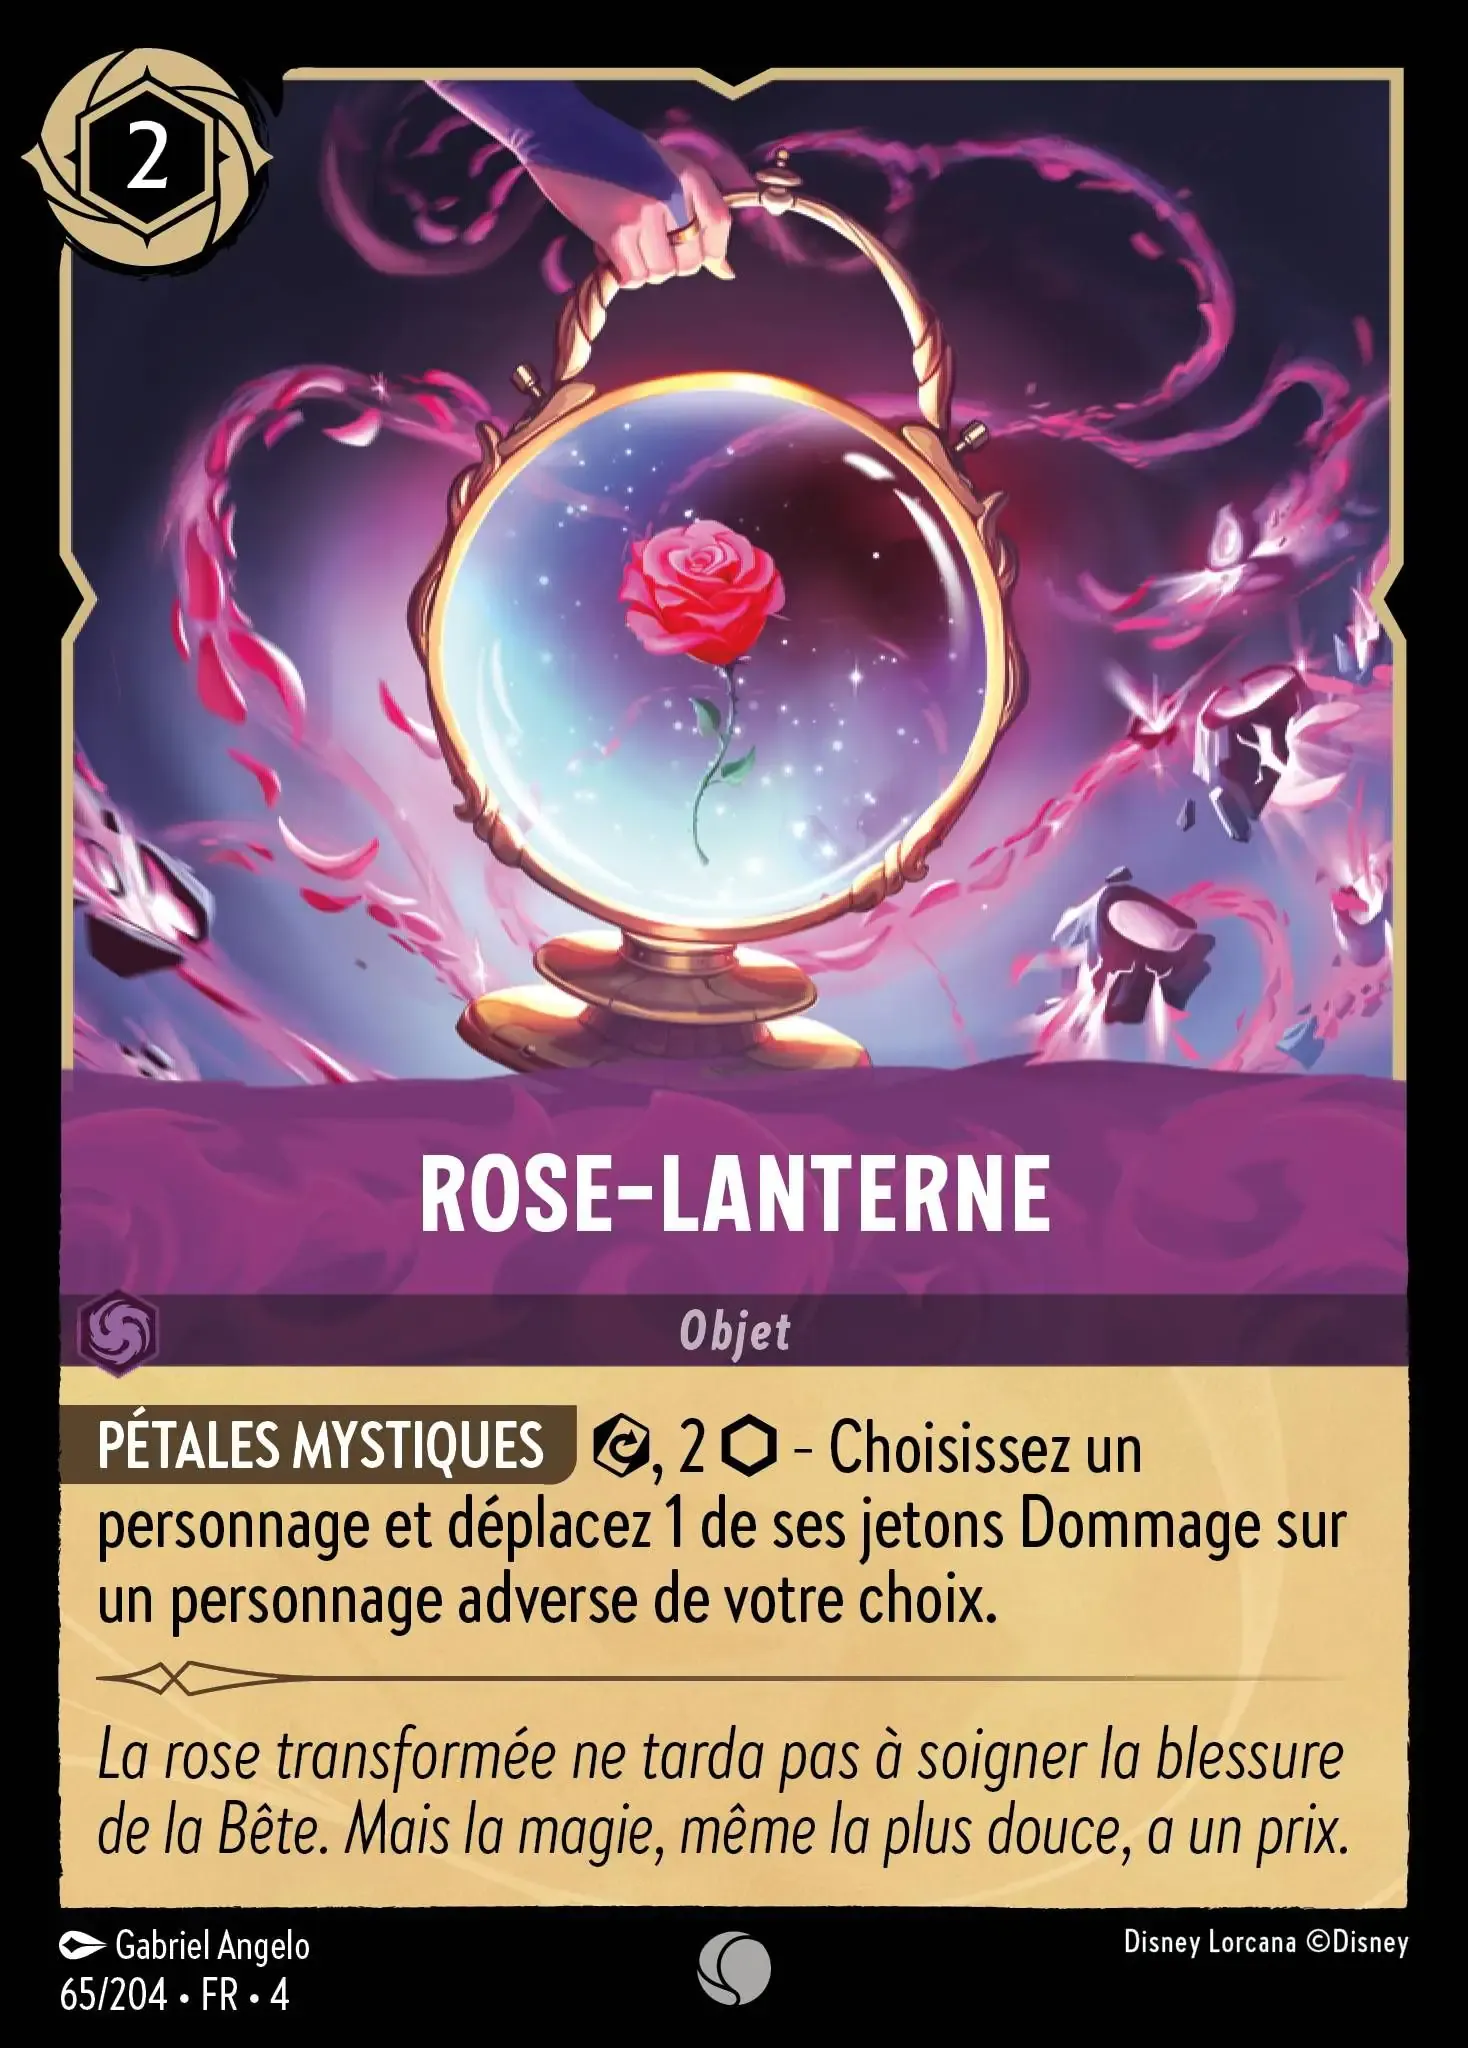 2
ROSE-LANTERNE
Objet
PÉTALES MYSTIQUES , 2 – Choisissez un
personnage et déplacez 1 de ses jetons Dommage sur
un personnage adverse de votre choix.
La rose transformée ne tarda pas à soigner la blessure
de la Bête. Mais la magie, même la plus douce, a un prix.
Gabriel Angelo
Disney Lorcana ©Disney
65/204 • FR • 4